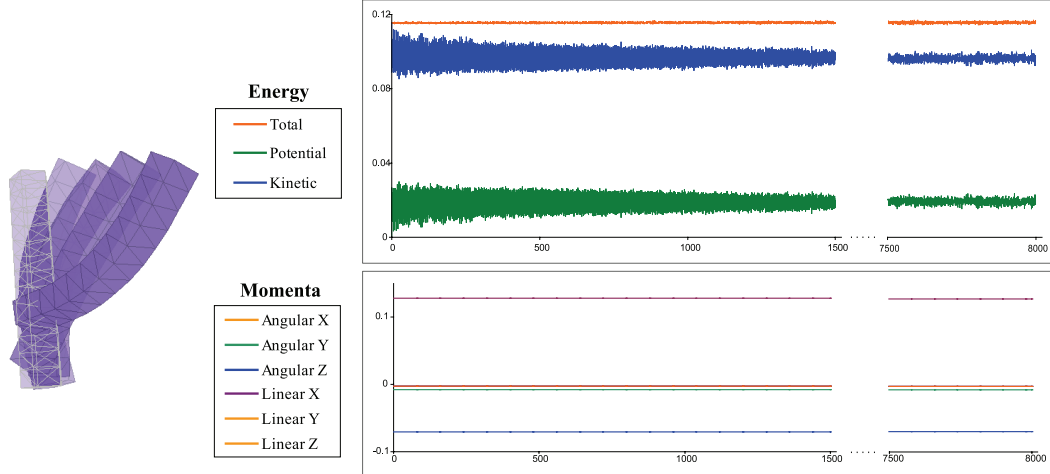 Energy
Total
Potential
Kinetic
0.12
0.08
0.04
0
0 500 1000 1500 ...... 7500 8000
Momenta
Angular X
Angular Y
Angular Z
Linear X
Linear Y
Linear Z
0.1
0
-0.1
0 500 1000 1500 ...... 7500 8000